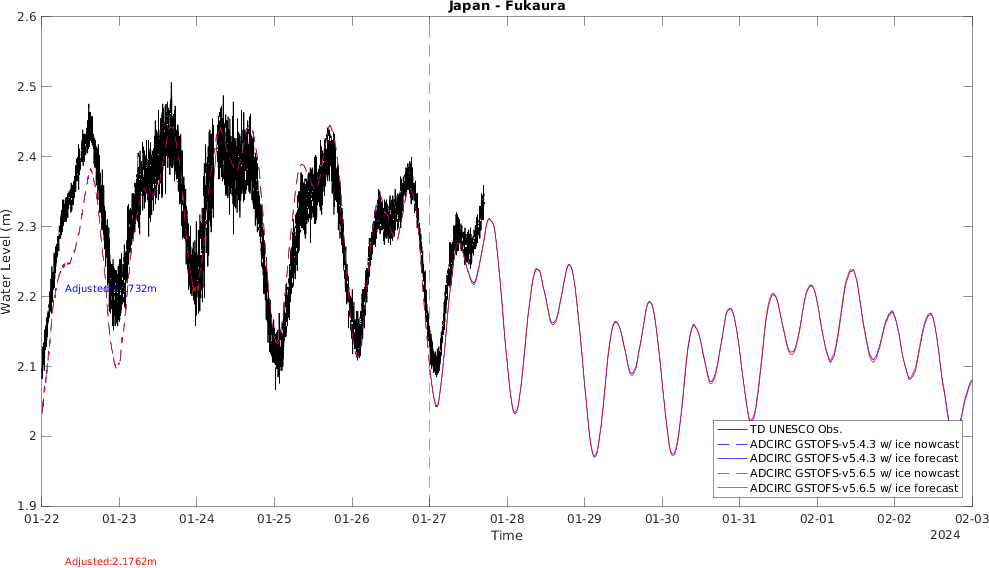 Japan - Fukaura
2.6
2.5
2.4
2.3
2.2
2.1
2
1.9
Water Level (m)
732m
TD UNESCO Obs.
ADCIRC GSTOFS-v5.4.3 w/ ice nowcast
ADCIRC GSTOFS-v5.4.3 w/ ice forecast
ADCIRC GSTOFS-v5.6.5 w/ ice nowcast
ADCIRC GSTOFS-v5.6.5 w/ ice forecast
01-22 01-23 01-24 01-25 01-26 01-27 01-28 01-29 01-30 01-31 02-01 02-02 02-03
Time
2024
Adjusted:2.1762m